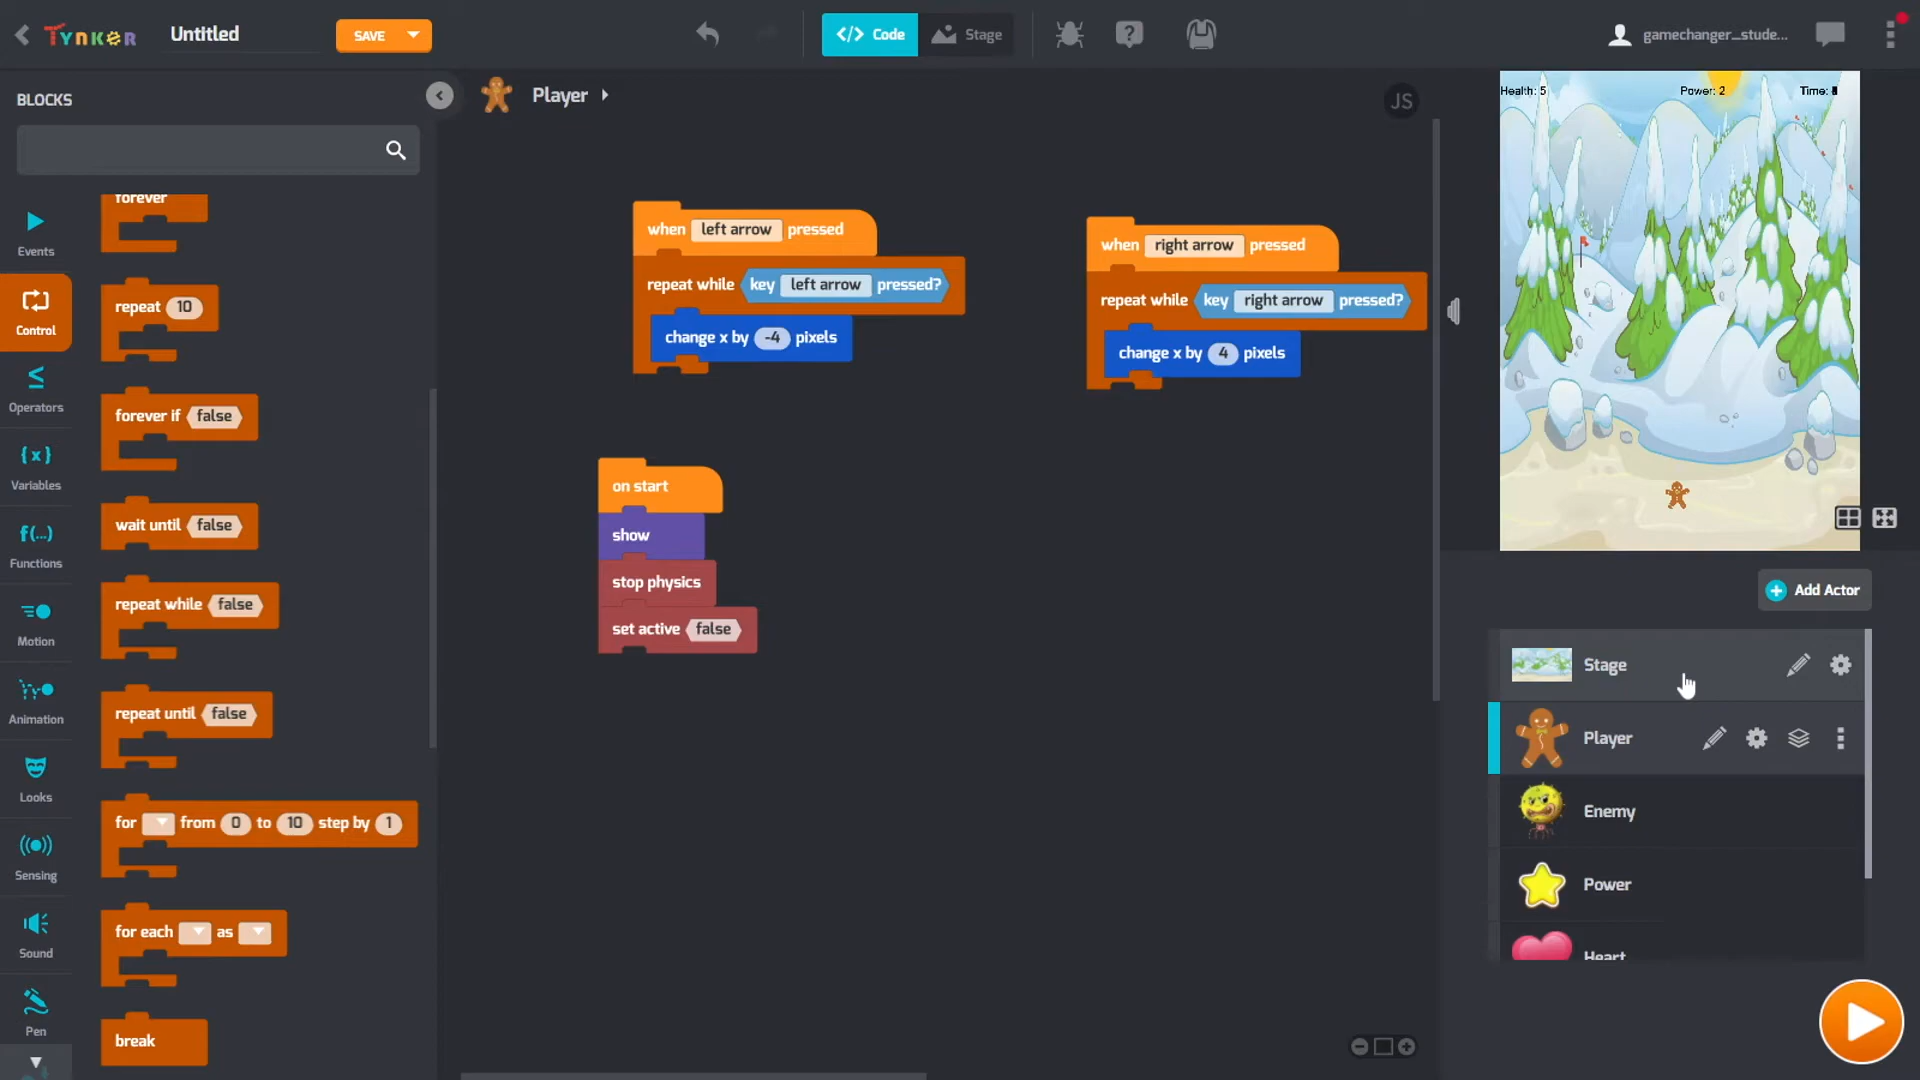 TYNKER
Untitled
SAVE
</> Code
Stage
gamechanger_stude...
BLOCKS
Player
JS
Health: 5
Power: 2
Time:
Events
Control
Operators
{x}
Variables
f(...)
Functions
Motion
Animation
Looks
Sensing
Sound
Pen
forever
repeat 10
forever if false
wait until false
repeat while false
repeat until false
for from 0 to 10 step by 1
for each as
break
when left arrow pressed
repeat while key left arrow pressed?
change x by -4 pixels
when right arrow pressed
repeat while key right arrow pressed?
change x by 4 pixels
on start
show
stop physics
set active false
Add Actor
Stage
Player
Enemy
Power
Heart